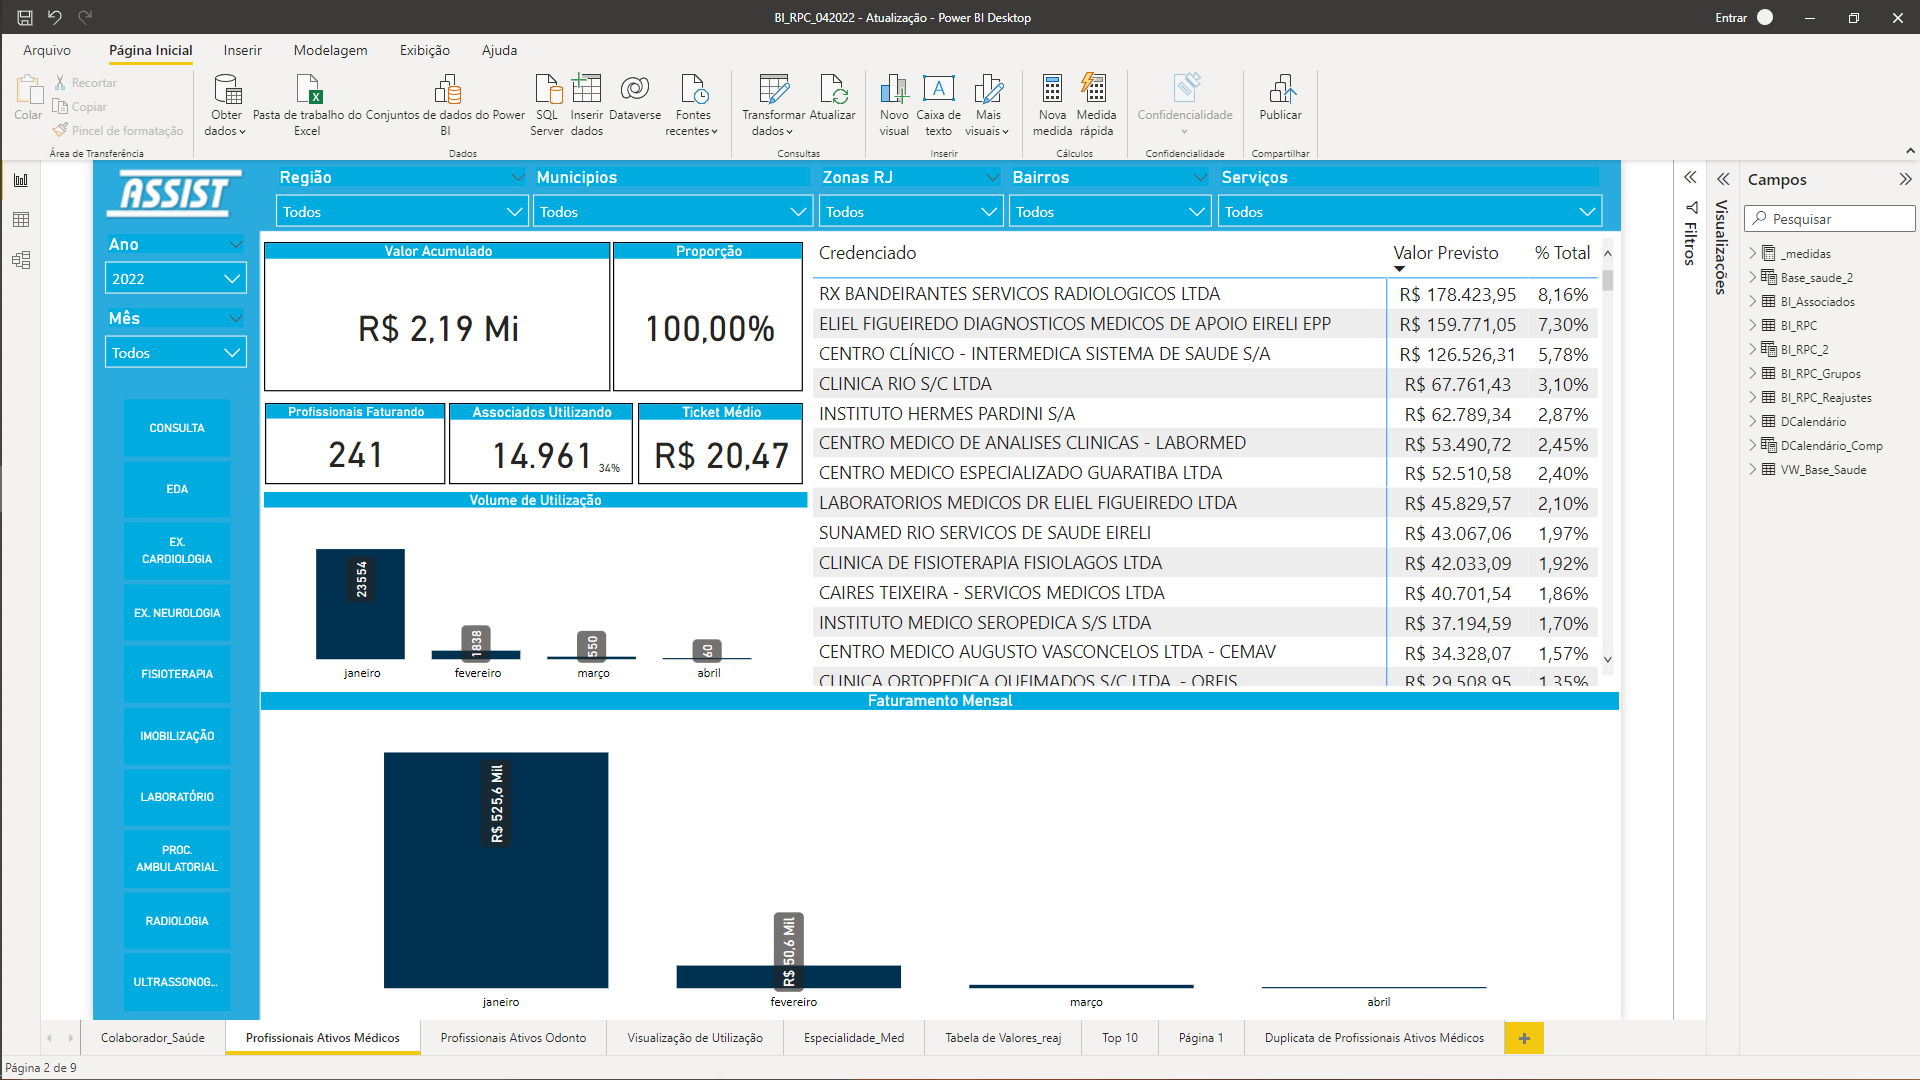 BI_RPC_042022 - Atualização - Power BI Desktop
Entrar
Arquivo
Página Inicial
Inserir
Modelagem
Exibição
Ajuda
Colar
Recortar
Copiar
Pincel de formatação
Área de Transferência
Obter dados
Pasta de trabalho do Excel
Conjuntos de dados do Power BI
SQL Server
Inserir dados
Dataverse
Fontes recentes
Dados
Transformar dados
Atualizar
Consultas
Novo visual
Caixa de texto
Mais visuais
Inserir
Nova medida
Medida rápida
Cálculos
Confidencialidade
Confidencialidade
Publicar
Compartilhar
ASSIST
Região
Todos
Municipios
Todos
Zonas RJ
Todos
Bairros
Todos
Serviços
Todos
Ano
2022
Mês
Todos
CONSULTA
EDA
EX.
CARDIOLOGIA
EX. NEUROLOGIA
FISIOTERAPIA
IMOBILIZAÇÃO
LABORATÓRIO
PROC.
AMBULATORIAL
RADIOLOGIA
ULTRASSONOG...
Valor Acumulado
R$ 2,19 Mi
Proporção
100,00%
Profissionais Faturando
241
Associados Utilizando
14.961 34%
Ticket Médio
R$ 20,47
Volume de Utilização
23554
1838
550
60
janeiro fevereiro março abril
Credenciado Valor Previsto % Total
RX BANDEIRANTES SERVICOS RADIOLOGICOS LTDA R$ 178.423,95 8,16%
ELIEL FIGUEIREDO DIAGNOSTICOS MEDICOS DE APOIO EIRELI EPP R$ 159.771,05 7,30%
CENTRO CLÍNICO - INTERMEDICA SISTEMA DE SAUDE S/A R$ 126.526,31 5,78%
CLINICA RIO S/C LTDA R$ 67.761,43 3,10%
INSTITUTO HERMES PARDINI S/A R$ 62.789,34 2,87%
CENTRO MEDICO DE ANALISES CLINICAS - LABORMED R$ 53.490,72 2,45%
CENTRO MEDICO ESPECIALIZADO GUARATIBA LTDA R$ 52.510,58 2,40%
LABORATORIOS MEDICOS DR ELIEL FIGUEIREDO LTDA R$ 45.829,57 2,10%
SUNAMED RIO SERVICOS DE SAUDE EIRELI R$ 43.067,06 1,97%
CLINICA DE FISIOTERAPIA FISIOLAGOS LTDA R$ 42.033,09 1,92%
CAIRES TEIXEIRA - SERVICOS MEDICOS LTDA R$ 40.701,54 1,86%
INSTITUTO MEDICO SEROPEDICA S/S LTDA R$ 37.194,59 1,70%
CENTRO MEDICO AUGUSTO VASCONCELOS LTDA - CEMAV R$ 34.328,07 1,57%
CLINICA ORTOPEDICA QUEIMADOS S/C LTDA - R$ 29.508,95 1,35%
Faturamento Mensal
R$ 525,6 Mil
R$ 50,6 Mil
janeiro fevereiro março abril
Filtros
Visualizações
Campos
Pesquisar
_medidas
Base_saude_2
BI_Associados
BI_RPC
BI_RPC_2
BI_RPC_Grupos
BI_RPC_Reajustes
DCalendário
DCalendário_Comp
VW_Base_Saude
Colaborador_Saúde
Profissionais Ativos Médicos
Profissionais Ativos Odonto
Visualização de Utilização
Especialidade_Med
Tabela de Valores_reaj
Top 10
Página 1
Duplicata de Profissionais Ativos Médicos
Página 2 de 9